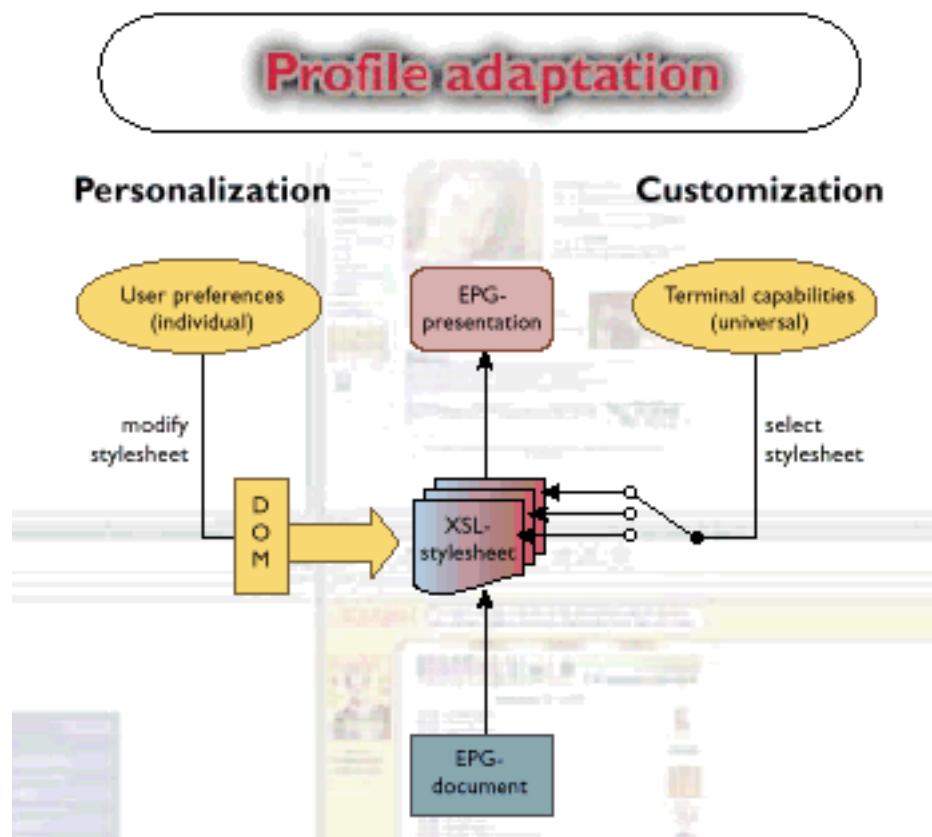 Profile adaptation
Personalization
Customization
User preferences
(individual)
EPG-
presentation
Terminal capabilities
(universal)
modify
stylesheet
select
stylesheet
D
O
M
XSL-
stylesheet
EPG-
document